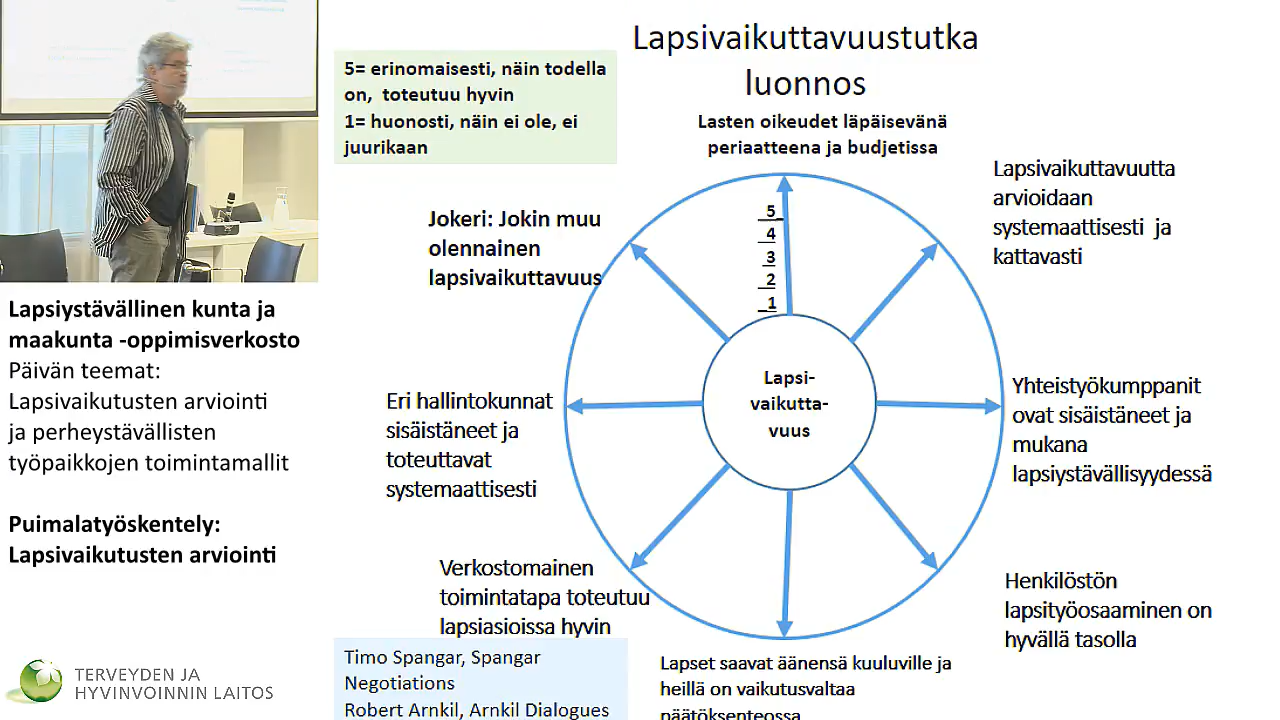 Lapsivaikuttavuustutka
luonnos
5= erinomaisesti, näin todella
on, toteutuu hyvin
1= huonosti, näin ei ole, ei
juurikaan
Lasten oikeudet läpäisevänä
periaatteena ja budjetissa
Lapsivaikuttavuutta
arvioidaan
systemaattisesti ja
kattavasti
Jokeri: Jokin muu
olennainen
lapsivaikuttavuus
5
4
3
2
1
Lapsi-
vaikutta-
vuus
Yhteistyökumppanit
ovat sisäistäneet ja
mukana
lapsiystävällisyydessä
Eri hallintokunnat
sisäistäneet ja
toteuttavat
systemaattisesti
Henkilöstön
lapsityöosaaminen on
hyvällä tasolla
Verkostomainen
toimintatapa toteutuu
lapsiasioissa hyvin
Lapset saavat äänensä kuuluville ja
heillä on vaikutusvaltaa
päätöksenteossa
Timo Spangar, Spangar
Negotiations
Robert Arnkil, Arnkil Dialogues
Lapsiystävällinen kunta ja
maakunta -oppimisverkosto
Päivän teemat:
Lapsivaikutusten arviointi
ja perheystävällisten
työpaikkojen toimintamallit
Puimalatyöskentely:
Lapsivaikutusten arviointi
TERVEYDEN JA
HYVINVOINNIN LAITOS